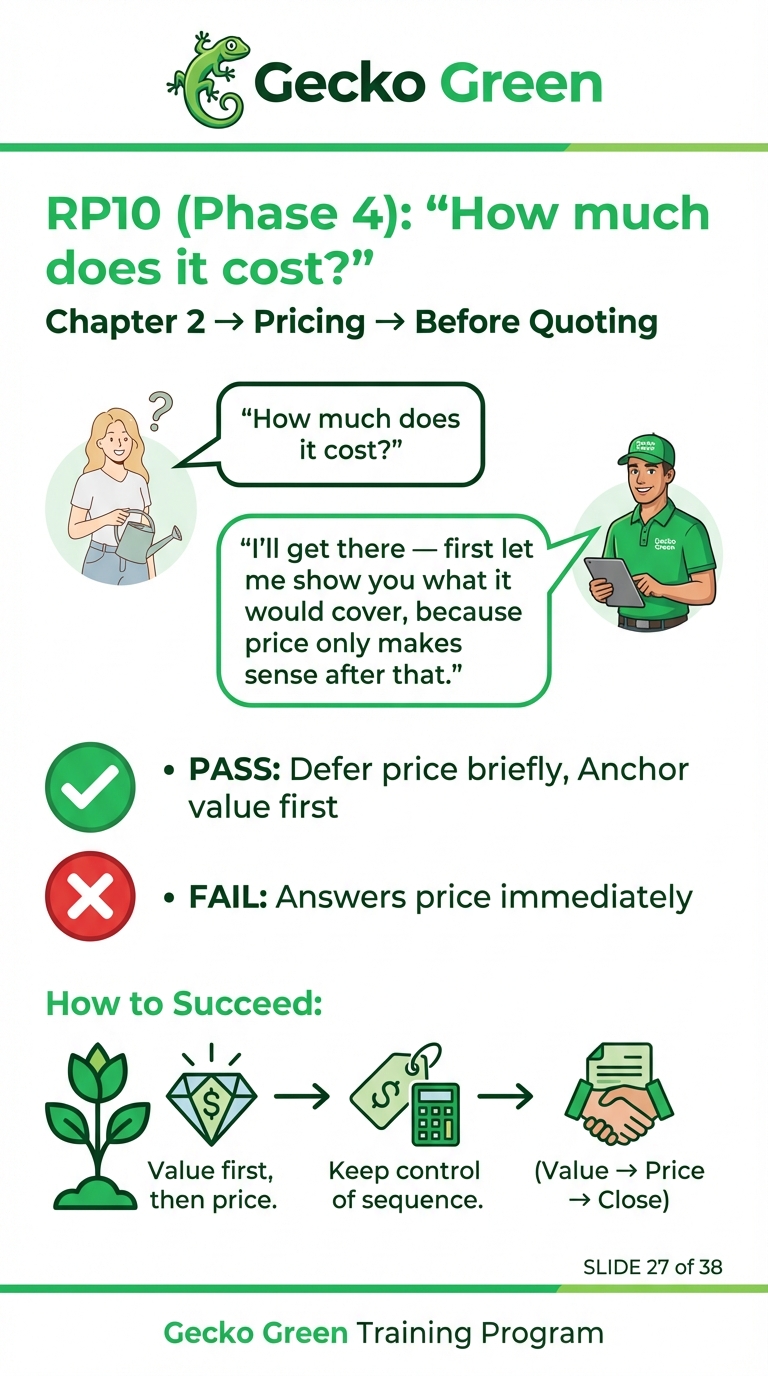 Gecko Green
RP10 (Phase 4): “How much
does it cost?”
Chapter 2 → Pricing → Before Quoting
?
“How much does
it cost?”
“I’ll get there — first let
me show you what it
would cover, because
price only makes
sense after that.”
Gecko
Green
• PASS: Defer price briefly, Anchor
value first
• FAIL: Answers price immediately
How to Succeed:
$
$
Value first,
then price.
Keep control
of sequence.
(Value → Price
→ Close)
SLIDE 27 of 38
Gecko Green Training Program